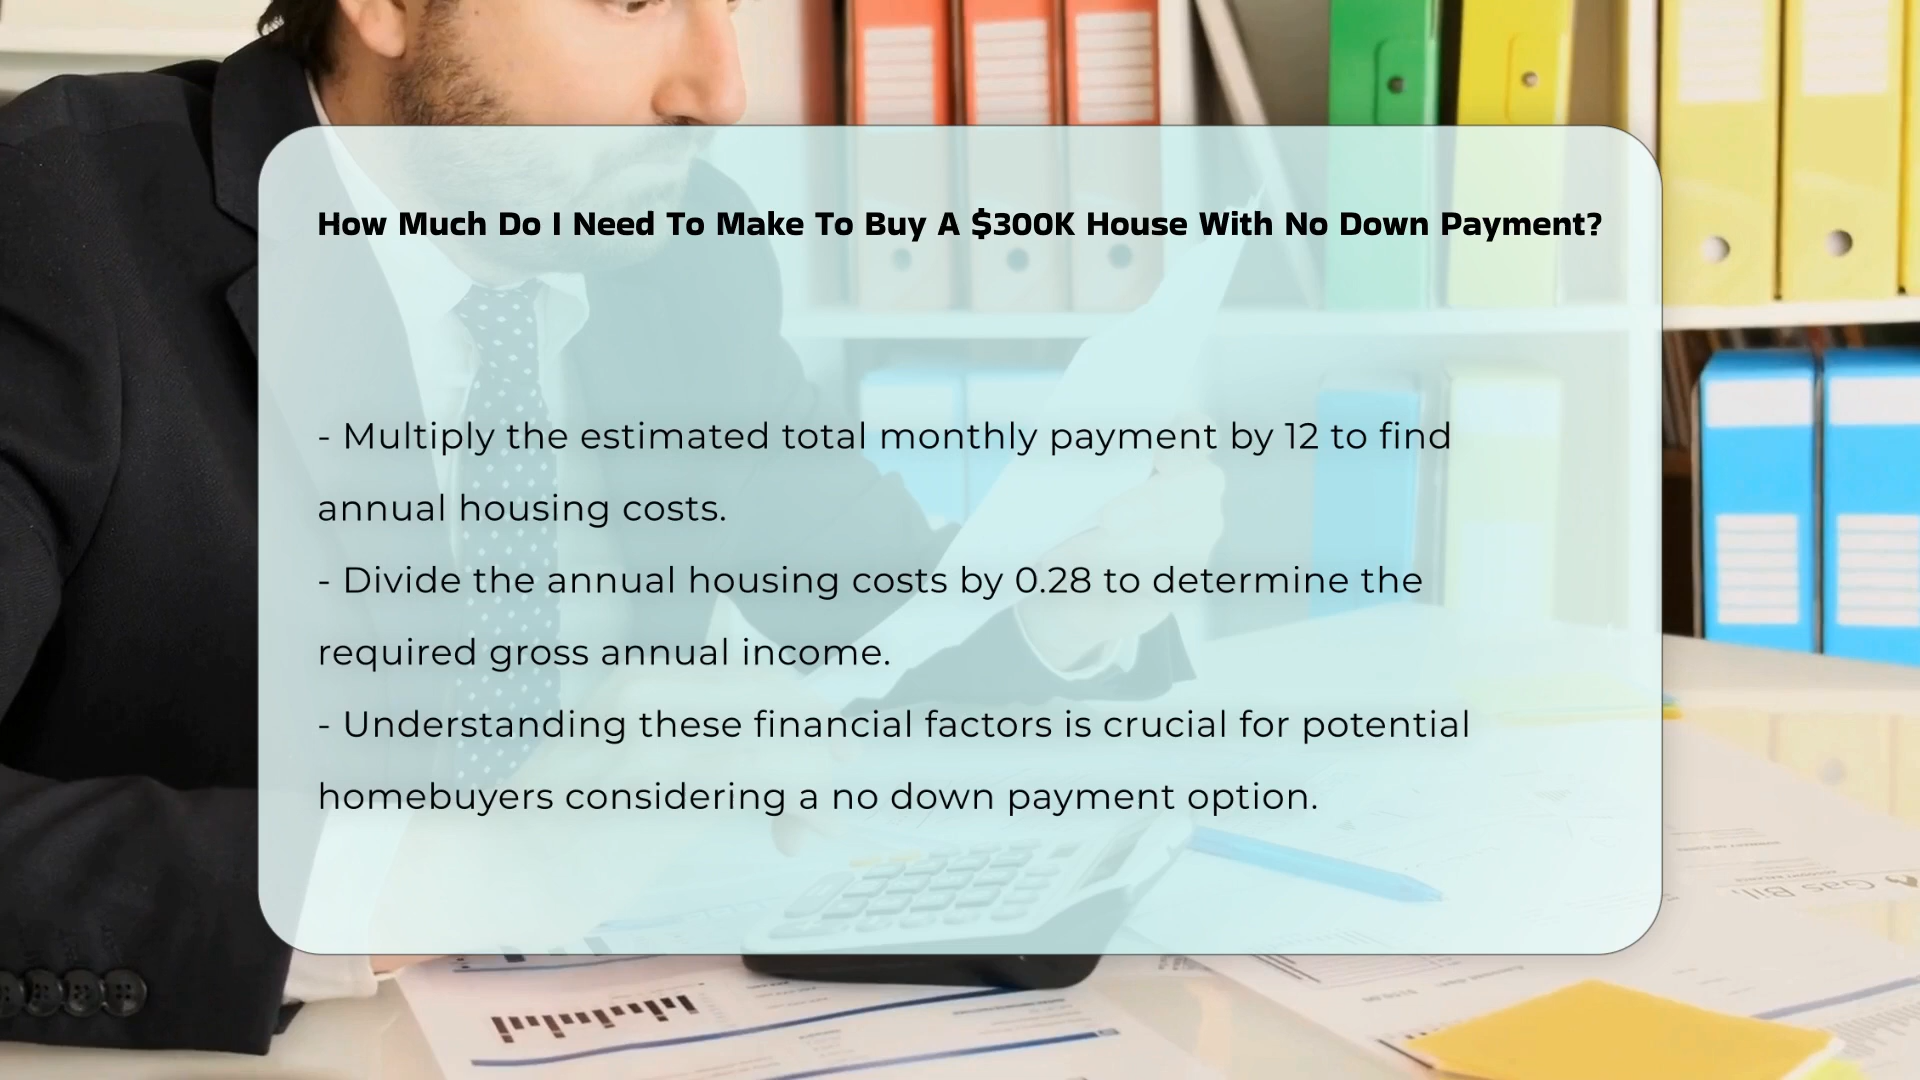 How Much Do I Need To Make To Buy A $300K House With No Down Payment?
- Multiply the estimated total monthly payment by 12 to find
annual housing costs.
- Divide the annual housing costs by 0.28 to determine the
required gross annual income.
- Understanding these financial factors is crucial for potential
homebuyers considering a no down payment option.
Gas Bill